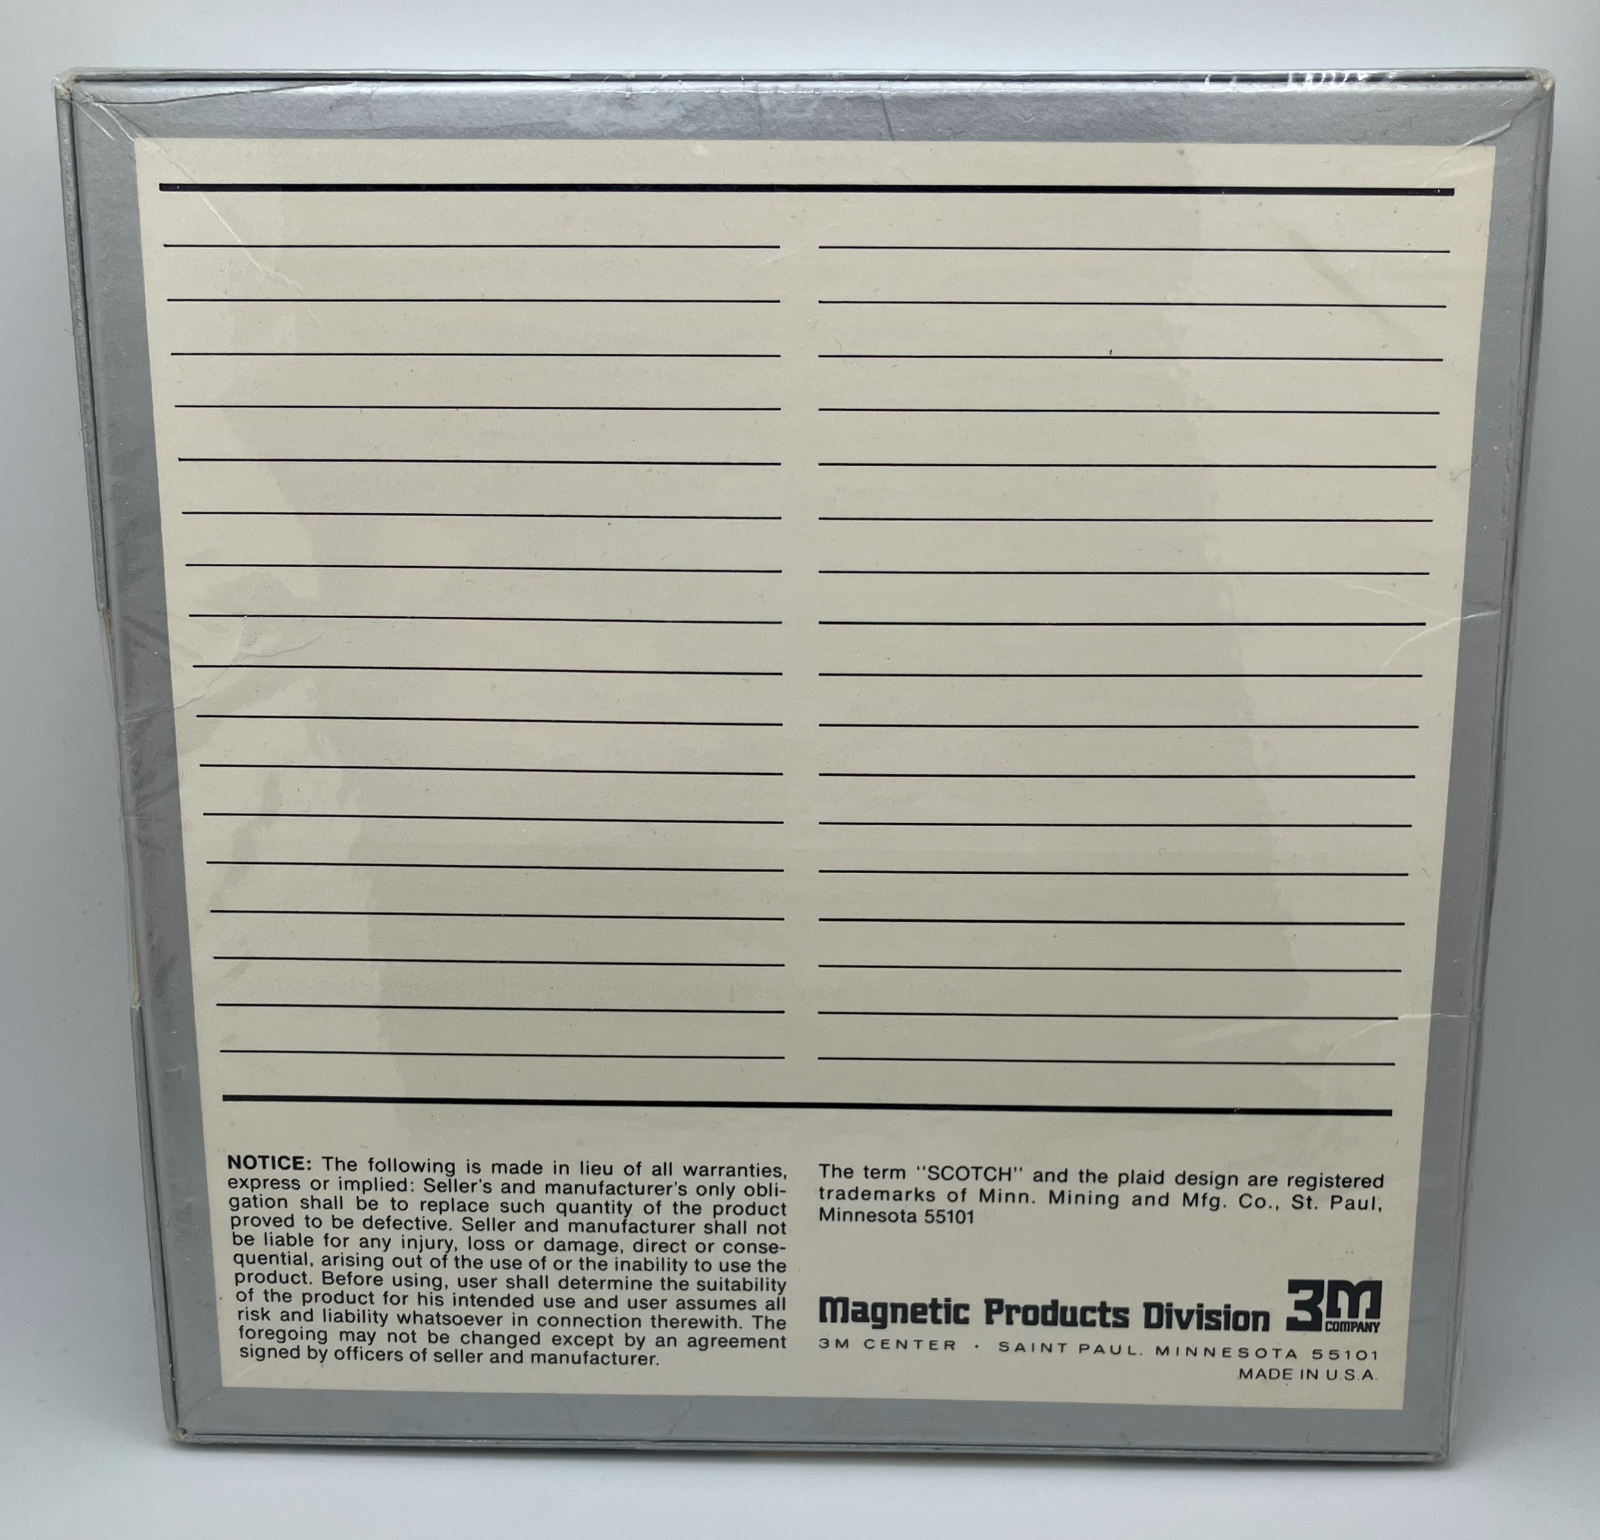 NOTICE: The following is made in lieu of all warranties,
express or implied: Seller's and manufacturer's only obli-
gation shall be to replace such quantity of the product
proved to be defective. Seller and manufacturer shall not
be liable for any injury, loss or damage, direct or conse-
quential, arising out of the use of or the inability to use the
product. Before using, user shall determine the suitability
of the product for his intended use and user assumes all
risk and liability whatsoever in connection therewith. The
foregoing may not be changed except by an agreement
signed by officers of seller and manufacturer.
The term "SCOTCH" and the plaid design are registered
trademarks of Minn. Mining and Mfg. Co., St. Paul,
Minnesota 55101
Magnetic Products Division 3M COMPANY
3M CENTER · SAINT PAUL. MINNESOTA 55101
MADE IN U.S.A.